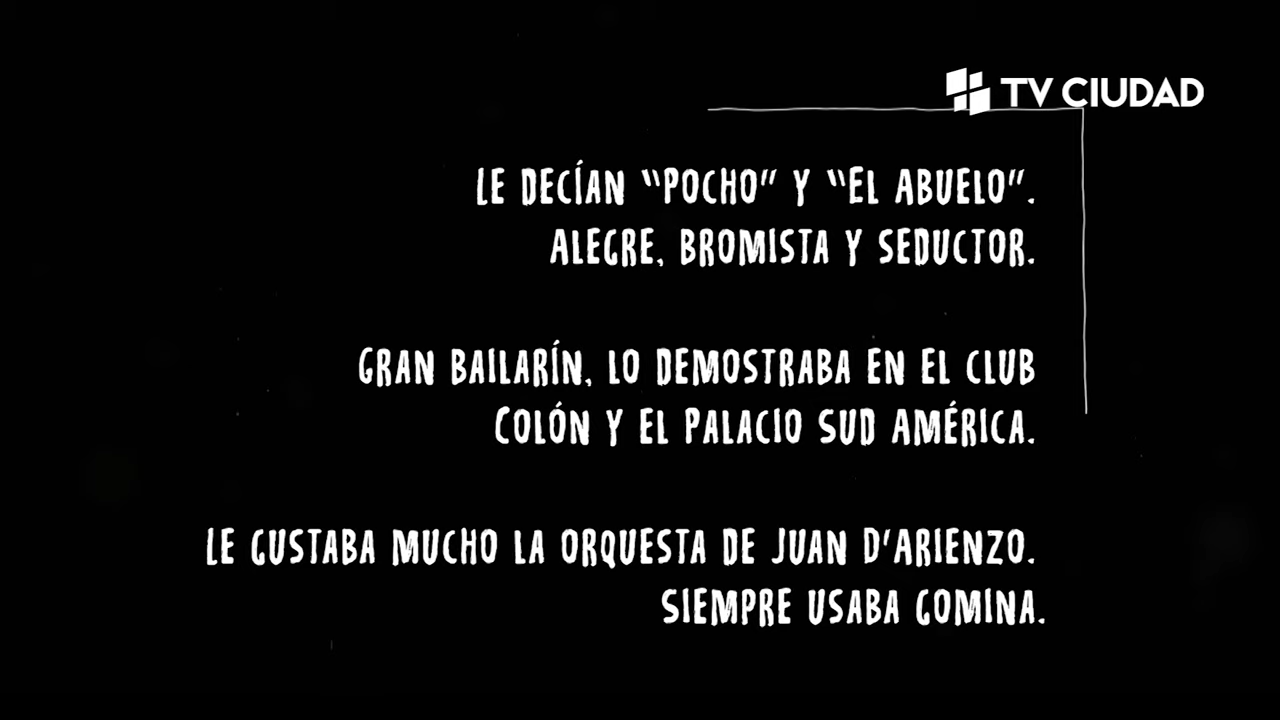 TV CIUDAD
LE DECÍAN “POCHO” Y “EL ABUELO”.
ALEGRE, BROMISTA Y SEDUCTOR.
GRAN BAILARÍN, LO DEMOSTRABA EN EL CLUB
COLÓN Y EL PALACIO SUD AMÉRICA.
LE GUSTABA MUCHO LA ORQUESTA DE JUAN D'ARIENZO.
SIEMPRE USABA GOMINA.